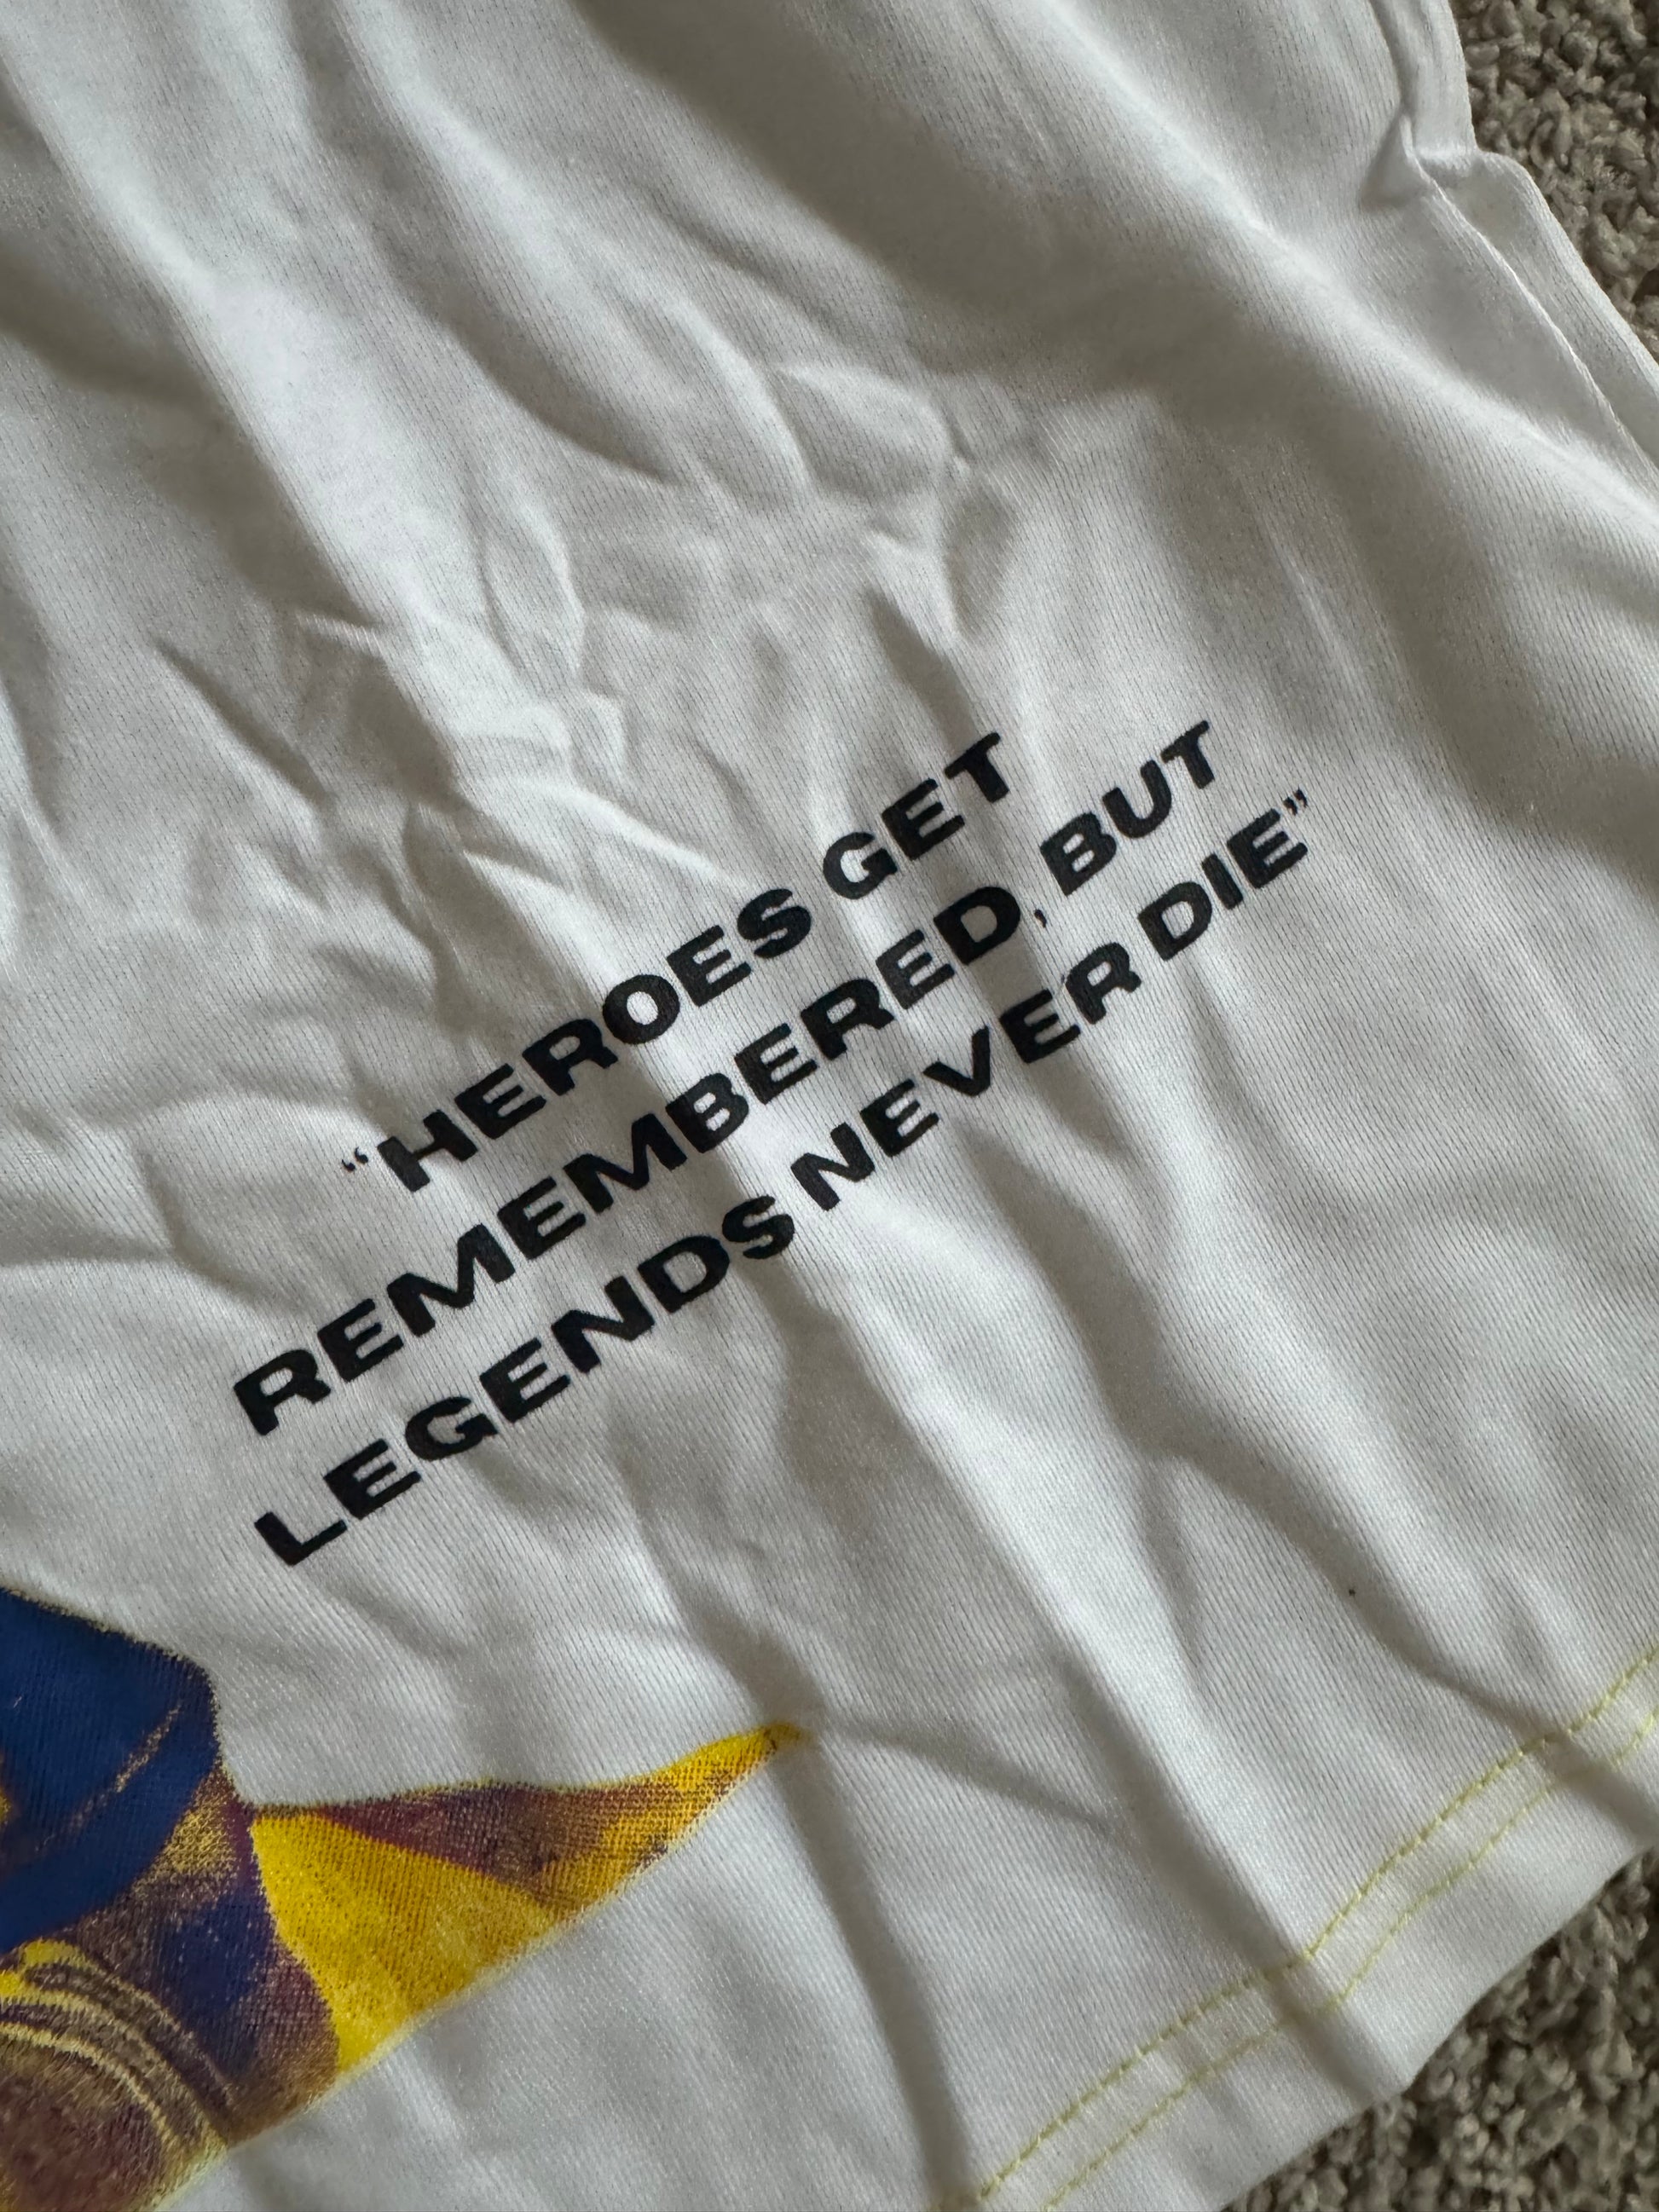 “HEROES GET
REMEMBERED, BUT
LEGENDS NEVER DIE”